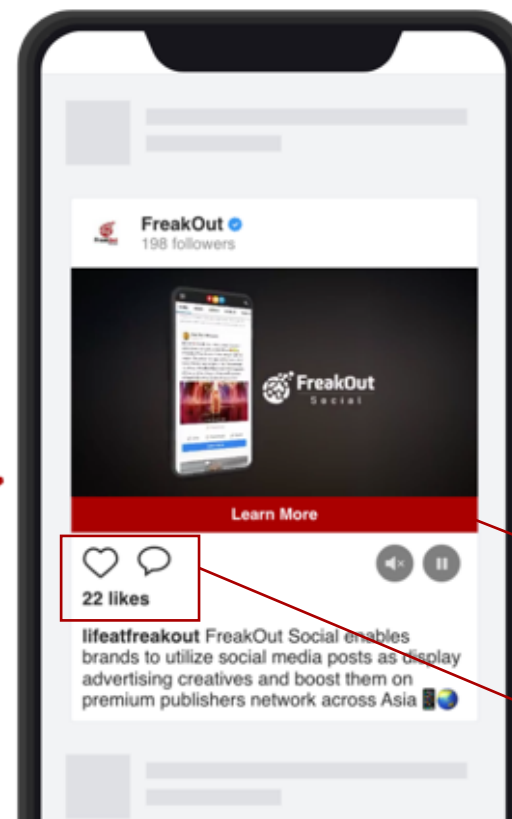 FreakOut
198 followers
FreakOut
Social
Learn More
22 likes
lifeatfreakout FreakOut Social enables
brands to utilize social media posts as display
advertising creatives and boost them on
premium publishers network across Asia 📱🌏